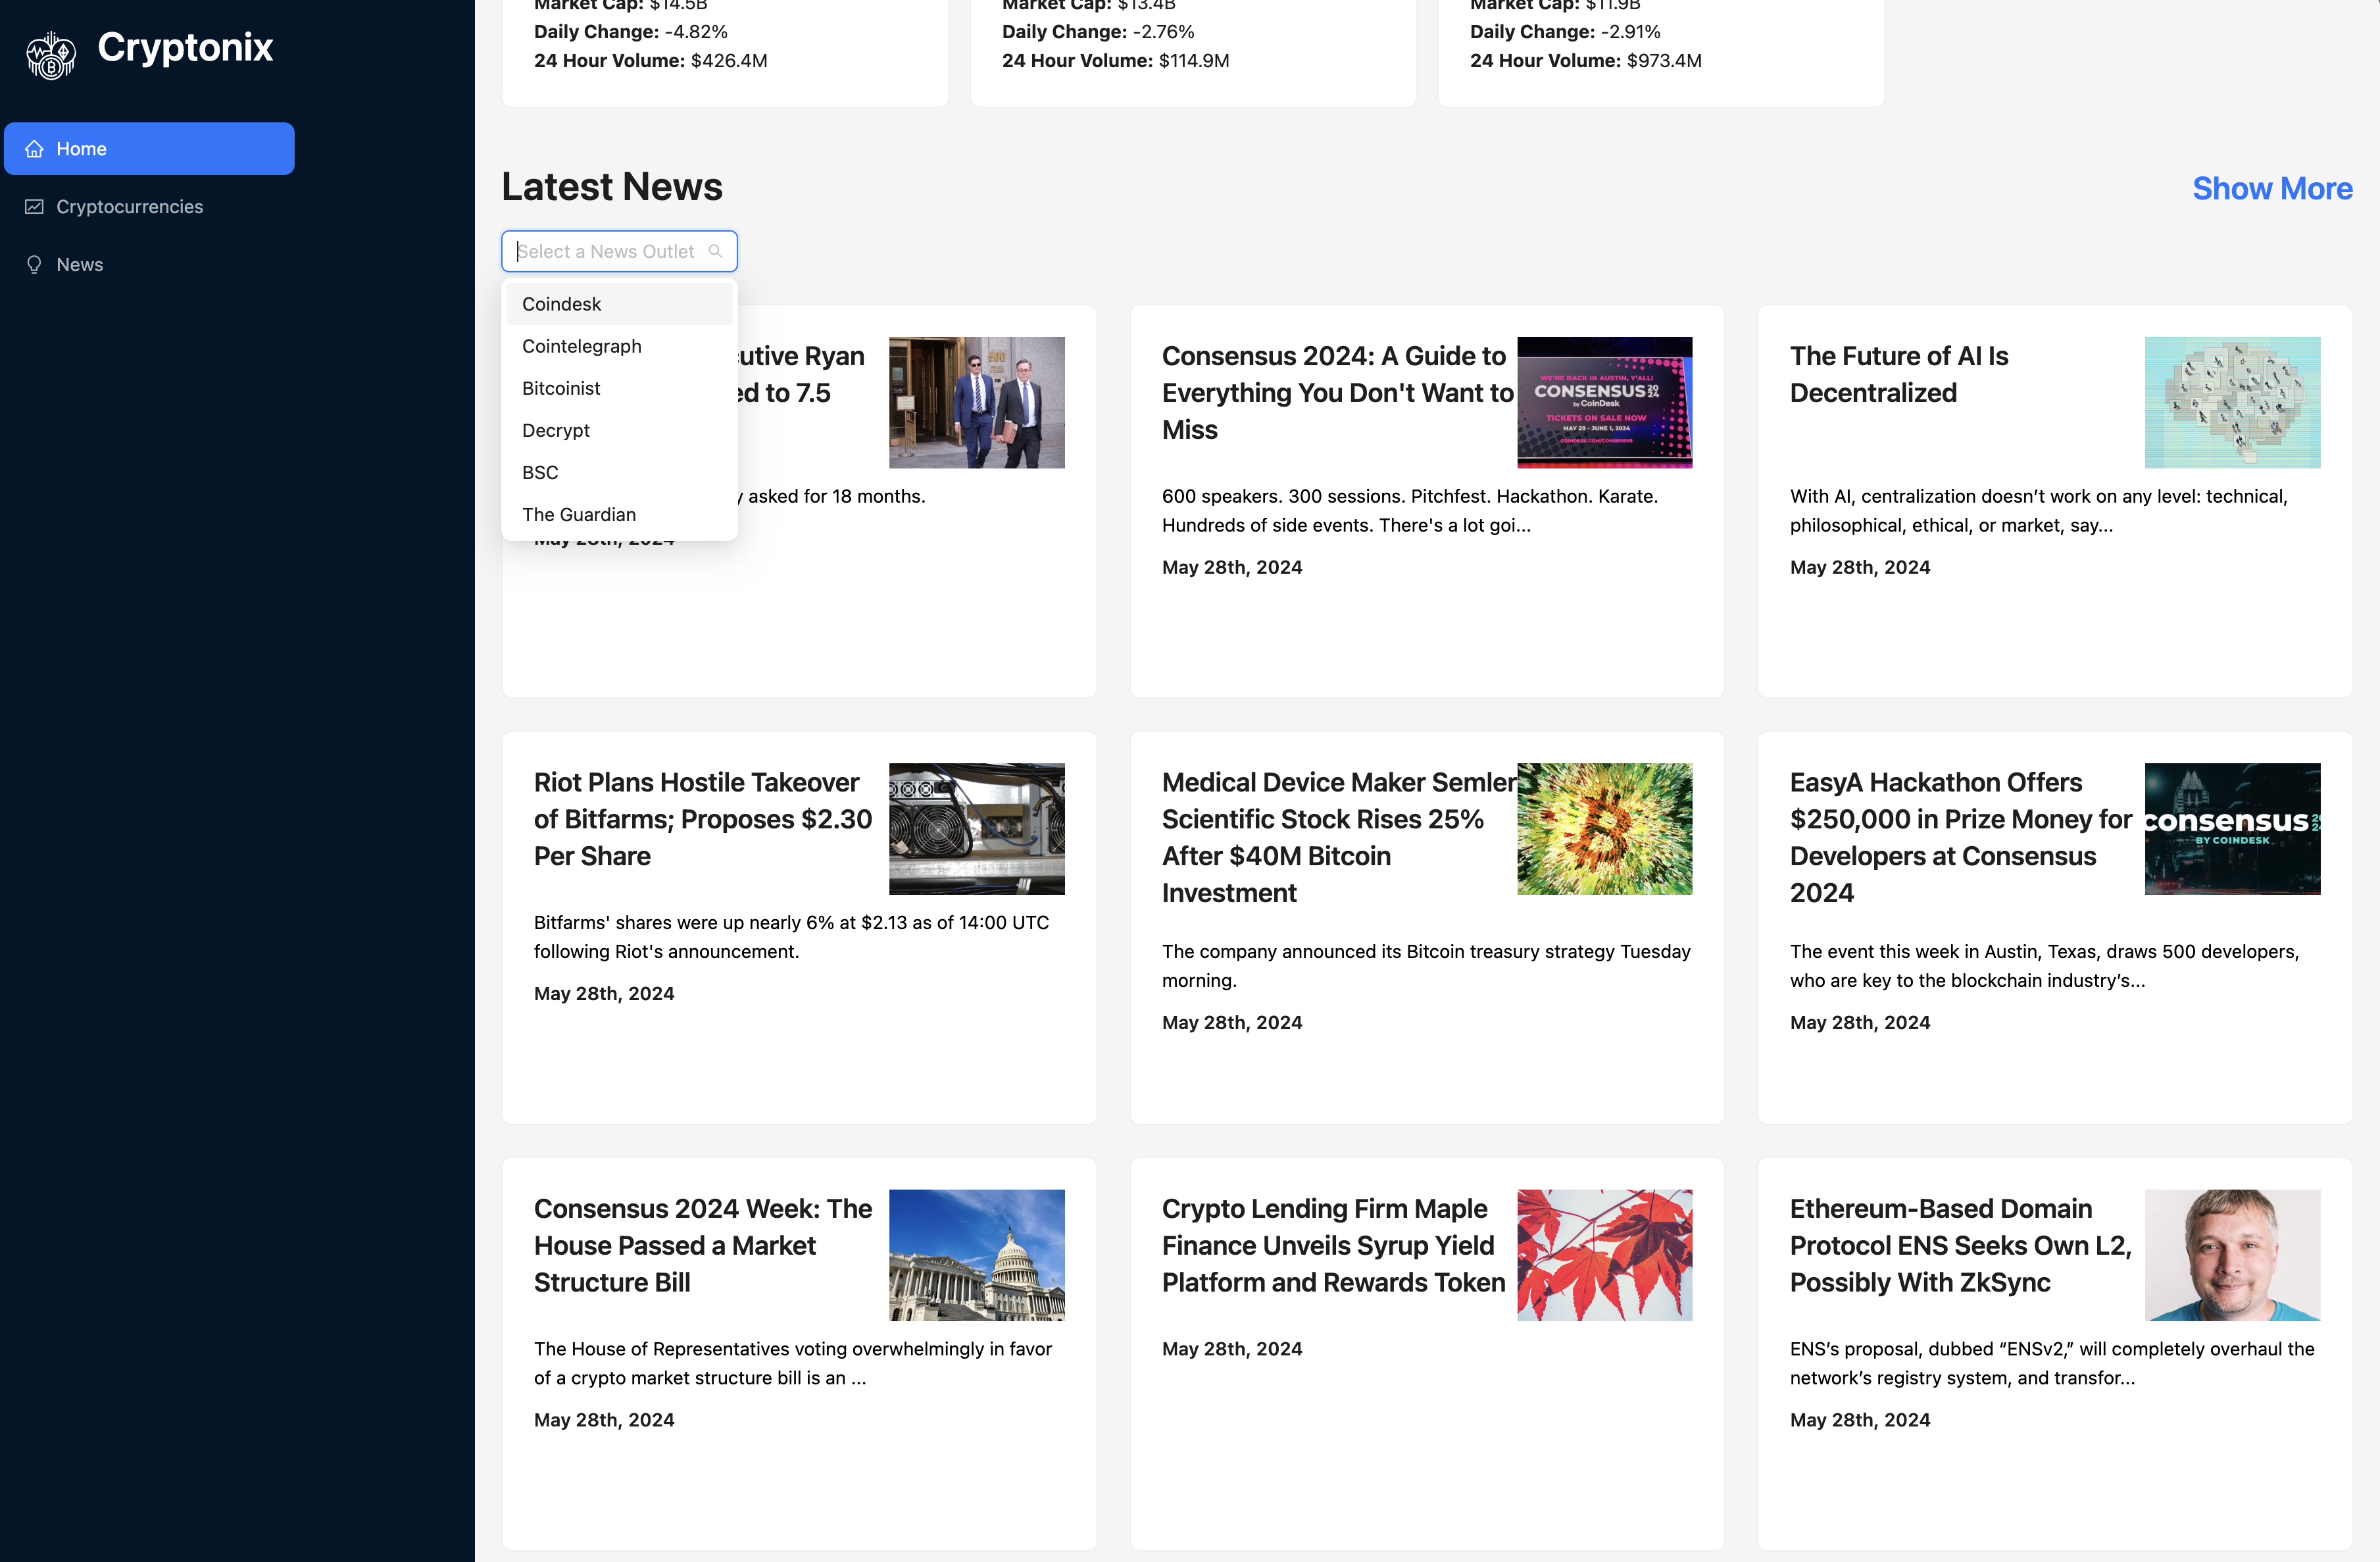 Cryptonix
Home
Cryptocurrencies
News
Market Cap: $14.5B
Daily Change: -4.82%
24 Hour Volume: $426.4M
Market Cap: $13.4B
Daily Change: -2.76%
24 Hour Volume: $114.9M
Market Cap: $11.9B
Daily Change: -2.91%
24 Hour Volume: $973.4M
Latest News
Show More
Select a News Outlet
Coindesk
Cointelegraph
Bitcoinist
Decrypt
BSC
The Guardian
Ryan
to 7.5
asked for 18 months.
May 28th, 2024
Consensus 2024: A Guide to
Everything You Don't Want to
Miss
WE'RE BACK IN AUSTIN, Y'ALL!
CONSENSUS 2024
by CoinDesk
TICKETS ON SALE NOW
MAY 29 - JUNE 1, 2024
COINDESK.COM/CONSENSUS
600 speakers. 300 sessions. Pitchfest. Hackathon. Karate.
Hundreds of side events. There's a lot goi...
May 28th, 2024
The Future of AI Is
Decentralized
With AI, centralization doesn’t work on any level: technical,
philosophical, ethical, or market, say...
May 28th, 2024
Riot Plans Hostile Takeover
of Bitfarms; Proposes $2.30
Per Share
Bitfarms' shares were up nearly 6% at $2.13 as of 14:00 UTC
following Riot's announcement.
May 28th, 2024
Medical Device Maker Semler
Scientific Stock Rises 25%
After $40M Bitcoin
Investment
The company announced its Bitcoin treasury strategy Tuesday
morning.
May 28th, 2024
EasyA Hackathon Offers
$250,000 in Prize Money for
Developers at Consensus
2024
consensus
BY COINDESK
The event this week in Austin, Texas, draws 500 developers,
who are key to the blockchain industry’s...
May 28th, 2024
Consensus 2024 Week: The
House Passed a Market
Structure Bill
The House of Representatives voting overwhelmingly in favor
of a crypto market structure bill is an ...
May 28th, 2024
Crypto Lending Firm Maple
Finance Unveils Syrup Yield
Platform and Rewards Token
May 28th, 2024
Ethereum-Based Domain
Protocol ENS Seeks Own L2,
Possibly With ZkSync
ENS’s proposal, dubbed “ENSv2,” will completely overhaul the
network’s registry system, and transfor...
May 28th, 2024